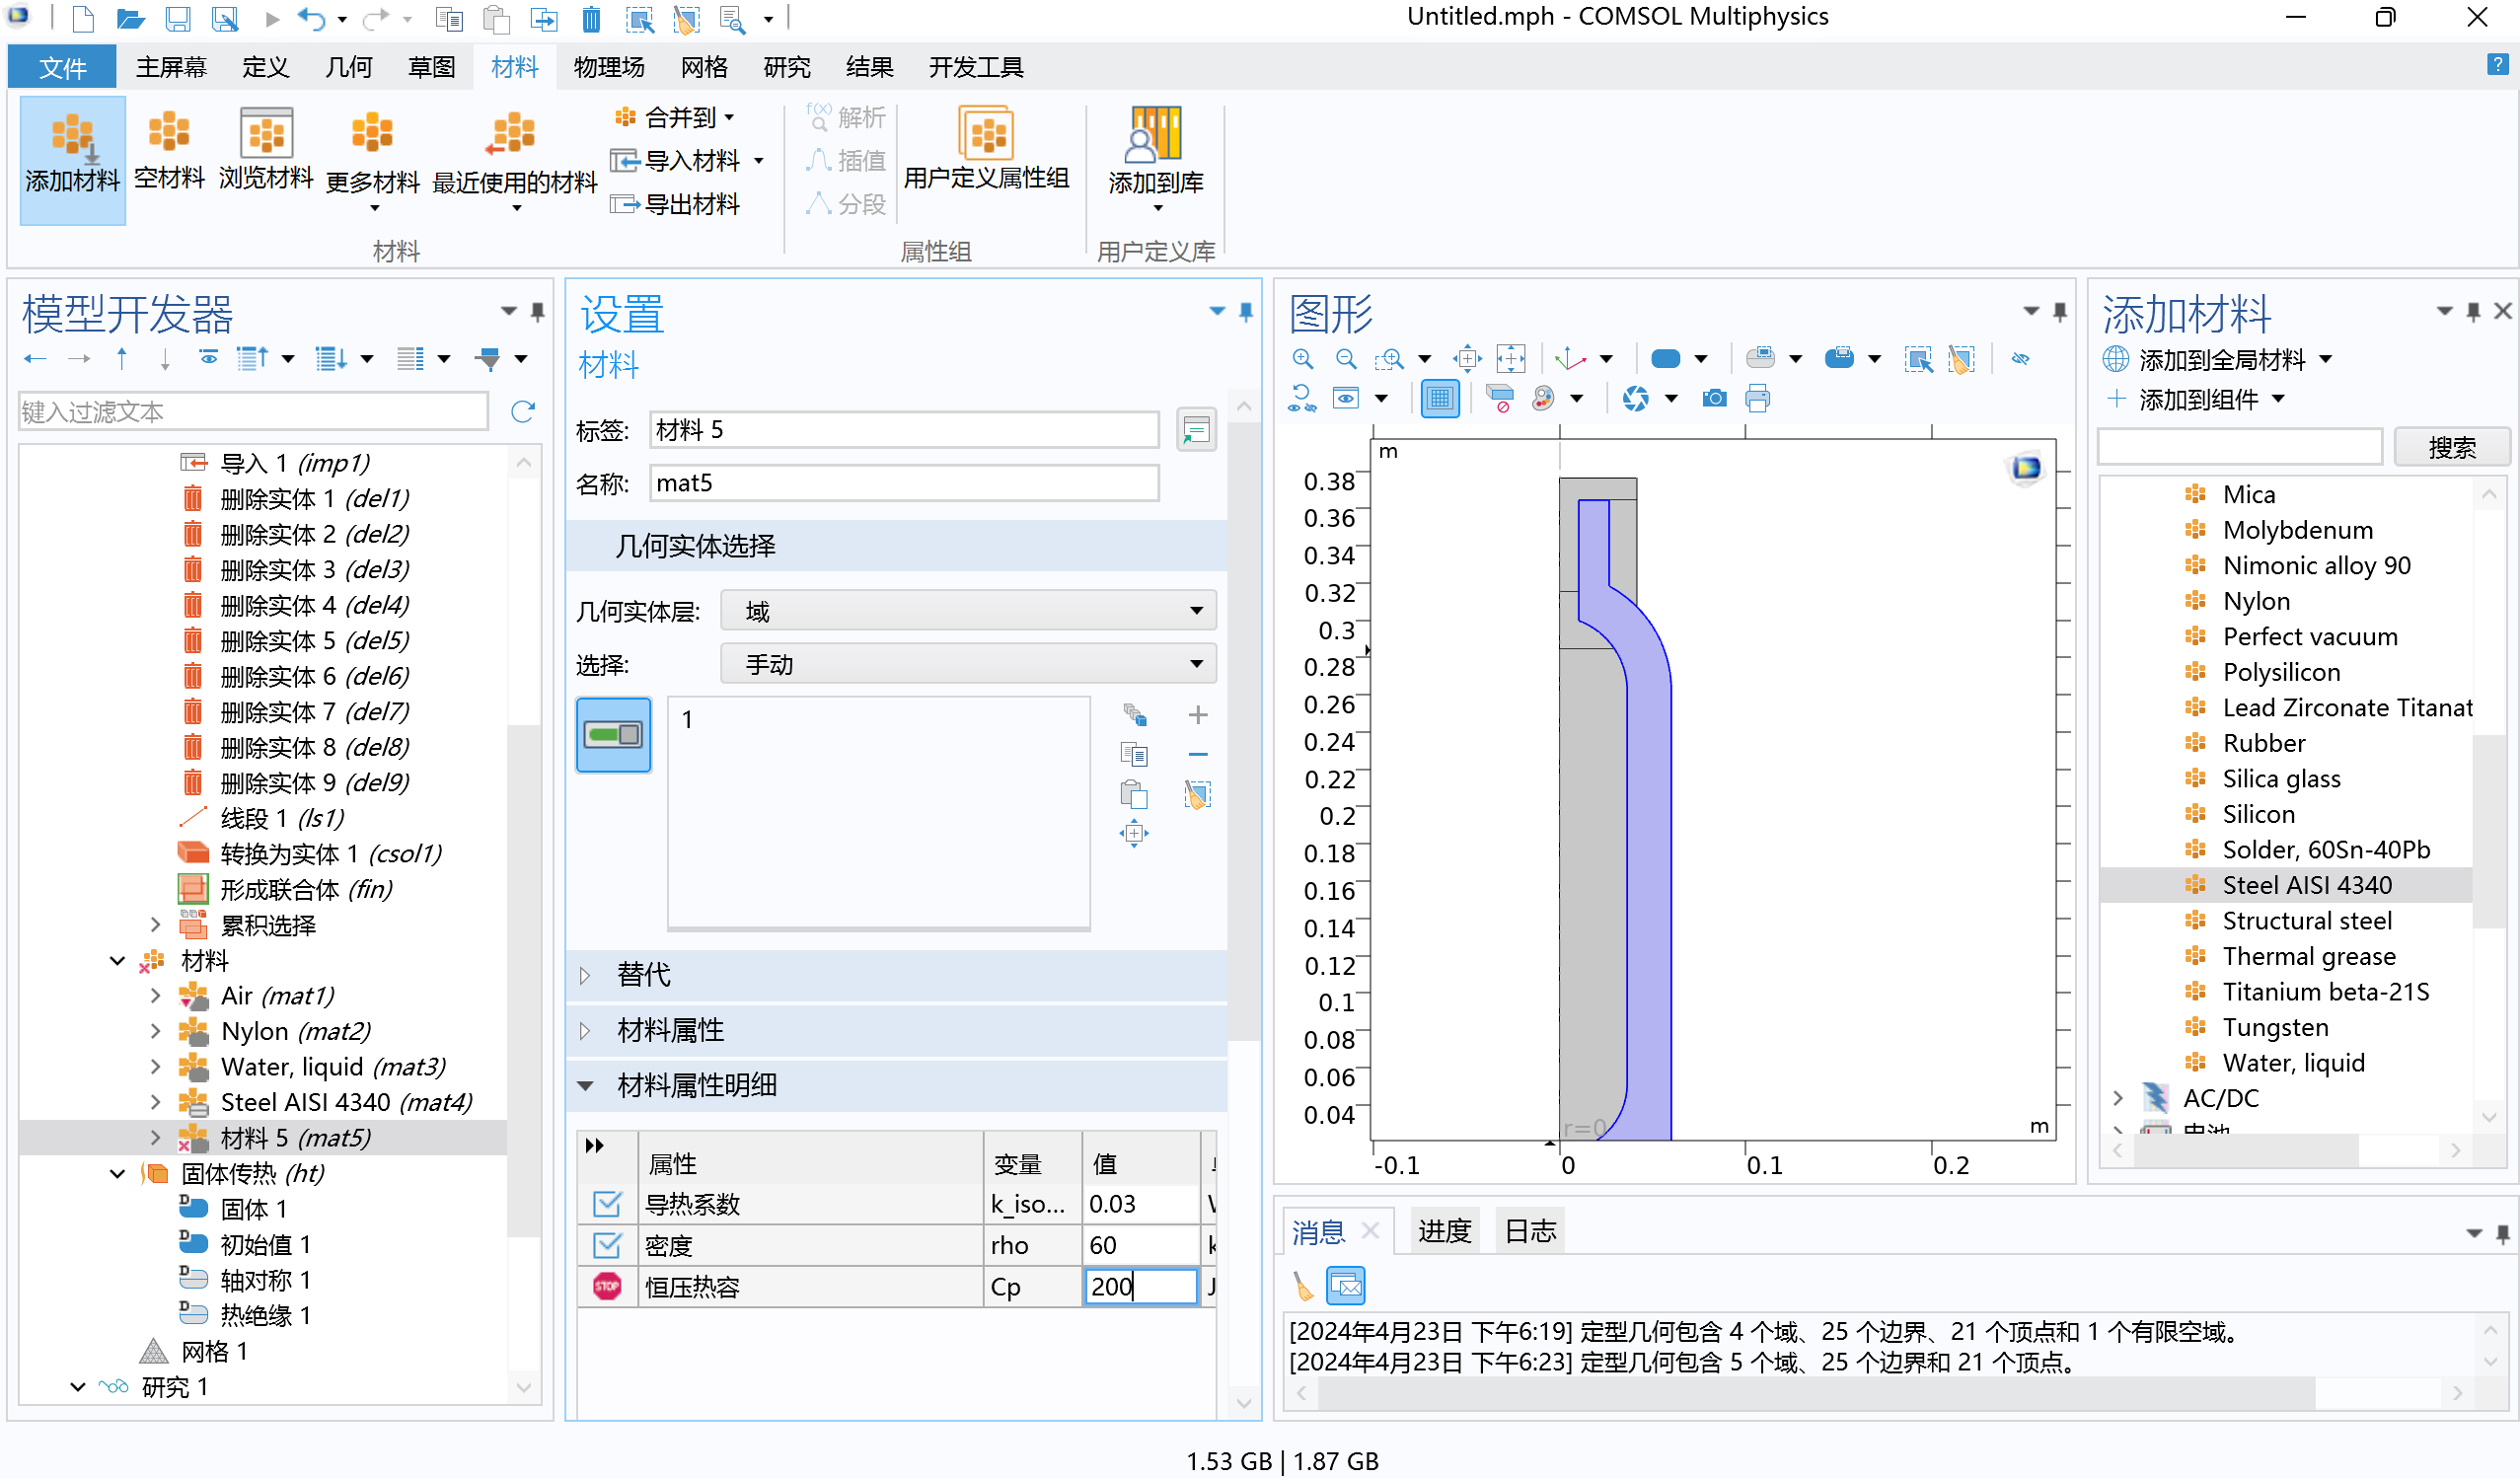 Untitled.mph - COMSOL Multiphysics
文件 主屏幕 定义 几何 草图 材料 物理场 网格 研究 结果 开发工具
添加材料 空材料 浏览材料 更多材料 最近使用的材料
合并到
导入材料
导出材料
材料
f(x) 解析
插值
分段
用户定义属性组
属性组
添加到库
用户定义库
模型开发器
键入过滤文本
导入 1 (imp1)
删除实体 1 (del1)
删除实体 2 (del2)
删除实体 3 (del3)
删除实体 4 (del4)
删除实体 5 (del5)
删除实体 6 (del6)
删除实体 7 (del7)
删除实体 8 (del8)
删除实体 9 (del9)
线段 1 (ls1)
转换为实体 1 (csol1)
形成联合体 (fin)
累积选择
材料
Air (mat1)
Nylon (mat2)
Water, liquid (mat3)
Steel AISI 4340 (mat4)
材料 5 (mat5)
固体传热 (ht)
固体 1
初始值 1
轴对称 1
热绝缘 1
网格 1
研究 1
设置
材料
标签: 材料 5
名称: mat5
几何实体选择
几何实体层: 域
选择: 手动
1
替代
材料属性
材料属性明细
属性 变量 值
导热系数 k_iso... 0.03
密度 rho 60
STOP 恒压热容 Cp 200 J
图形
m
0.38
0.36
0.34
0.32
0.3
0.28
0.26
0.24
0.22
0.2
0.18
0.16
0.14
0.12
0.1
0.08
0.06
0.04
r=0
m
-0.1 0 0.1 0.2
添加材料
添加到全局材料
添加到组件
搜索
Mica
Molybdenum
Nimonic alloy 90
Nylon
Perfect vacuum
Polysilicon
Lead Zirconate Titanat
Rubber
Silica glass
Silicon
Solder, 60Sn-40Pb
Steel AISI 4340
Structural steel
Thermal grease
Titanium beta-21S
Tungsten
Water, liquid
AC/DC
电池
消息 进度 日志
[2024年4月23日 下午6:19] 定型几何包含 4 个域、25 个边界、21 个顶点和 1 个有限空域。
[2024年4月23日 下午6:23] 定型几何包含 5 个域、25 个边界和 21 个顶点。
1.53 GB | 1.87 GB